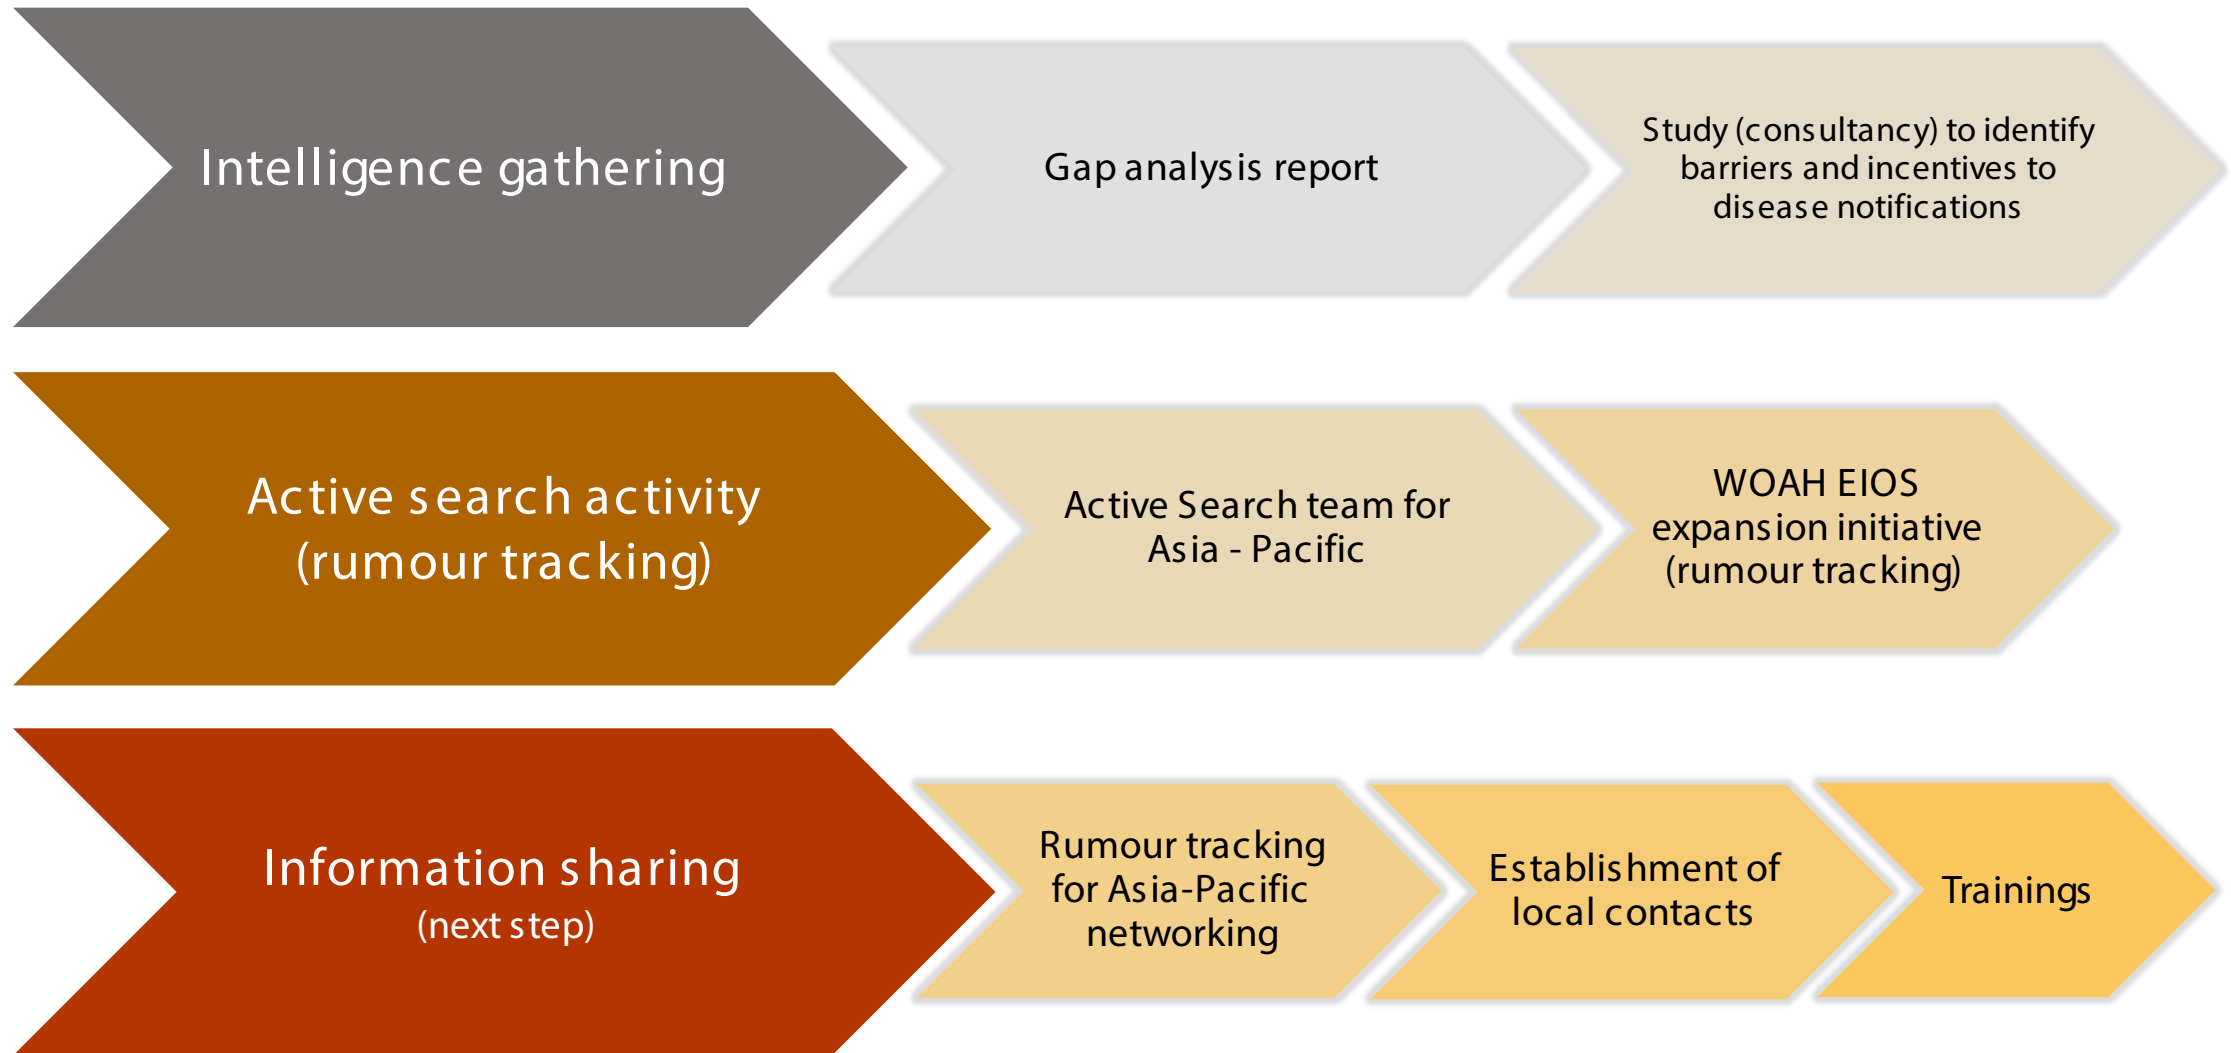 Intelligence gathering
Gap analysis report
Study (consultancy) to identify
barriers and incentives to
disease notifications
Active search activity
(rumour tracking)
Active Search team for
Asia - Pacific
WOAH EIOS
expansion initiative
(rumour tracking)
Information sharing
(next step)
Rumour tracking
for Asia-Pacific
networking
Establishment of
local contacts
Trainings